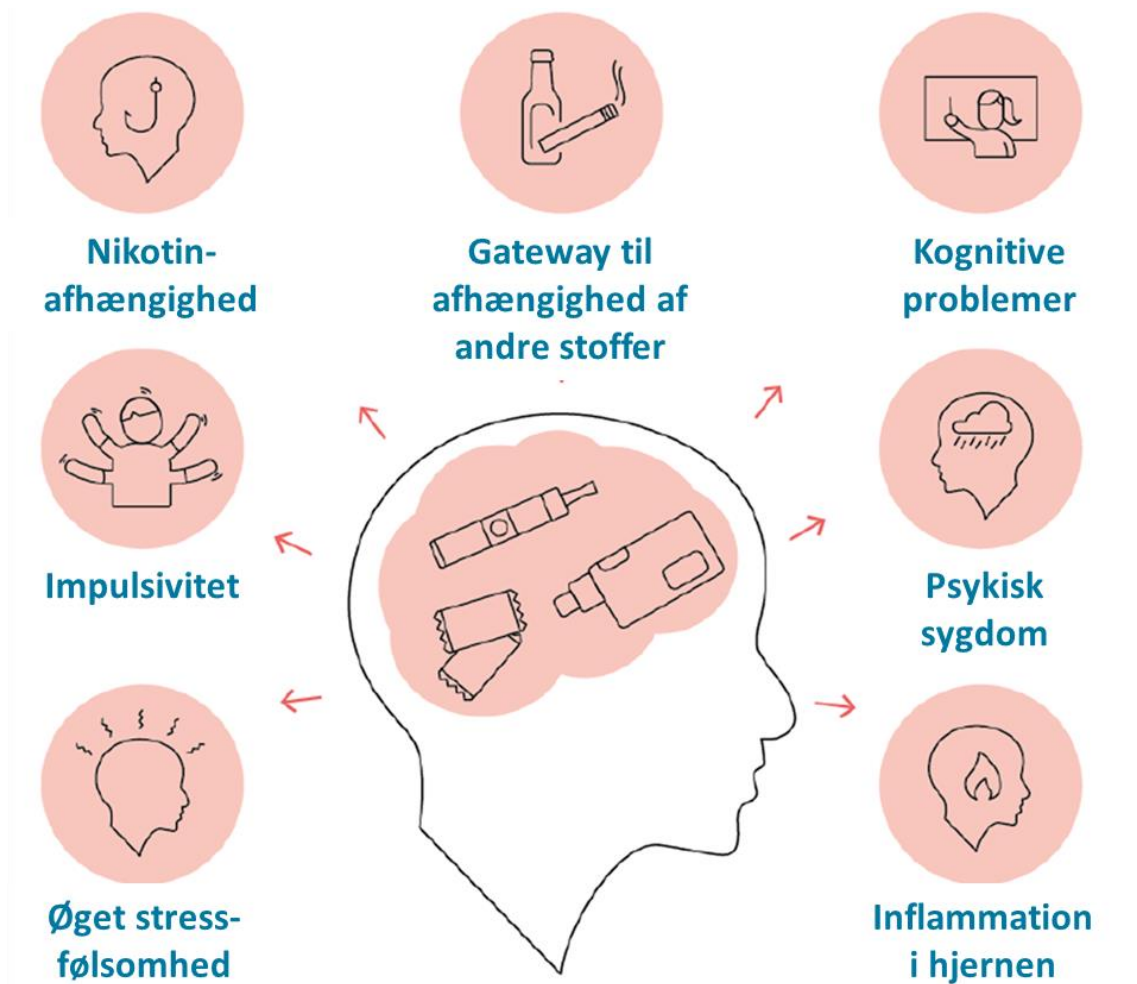 Nikotin-
afhængighed
Gateway til
afhængighed af
andre stoffer
Kognitive
problemer
Impulsivitet
Psykisk
sygdom
Øget stress-
følsomhed
Inflammation
i hjernen